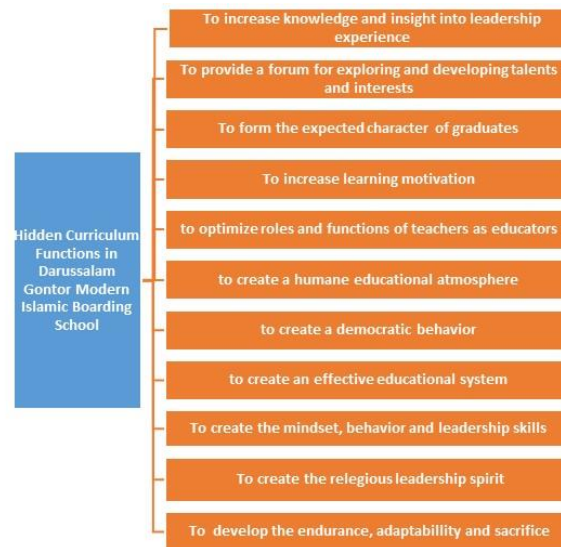 Hidden Curriculum
Functions in
Darussalam
Gontor Modern
Islamic Boarding
School
To increase knowledge and insight into leadership
experience
To provide a forum for exploring and developing talents
and interests
To form the expected character of graduates
To increase learning motivation
to optimize roles and functions of teachers as educators
to create a humane educational atmosphere
to create a democratic behavior
to create an effective educational system
To create the mindset, behavior and leadership skills
To create the relegious leadership spirit
To develop the endurance, adaptabillity and sacrifice